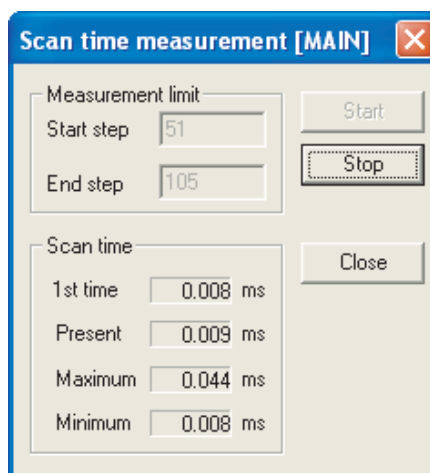 Scan time measurement [MAIN]
Measurement limit
Start step 51
End step 105
Start
Stop
Scan time
1st time 0.008 ms
Present 0.009 ms
Maximum 0.044 ms
Minimum 0.008 ms
Close